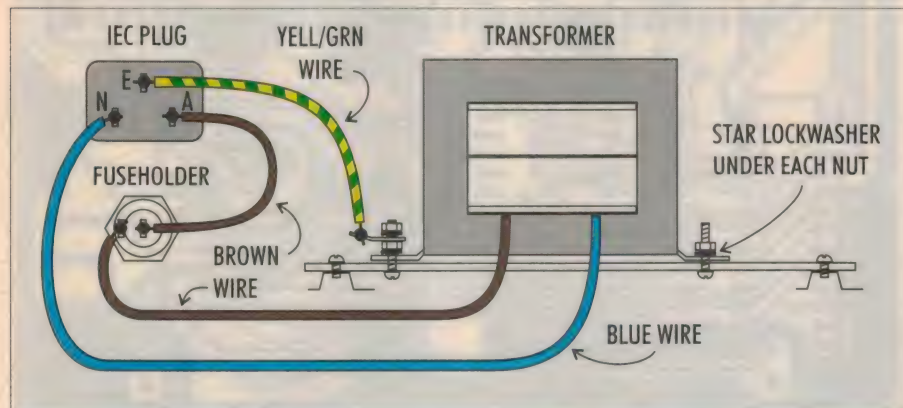 IEC PLUG
YELL/GRN
WIRE
TRANSFORMER
E
N
A
STAR LOCKWASHER
UNDER EACH NUT
FUSEHOLDER
BROWN
WIRE
BLUE WIRE